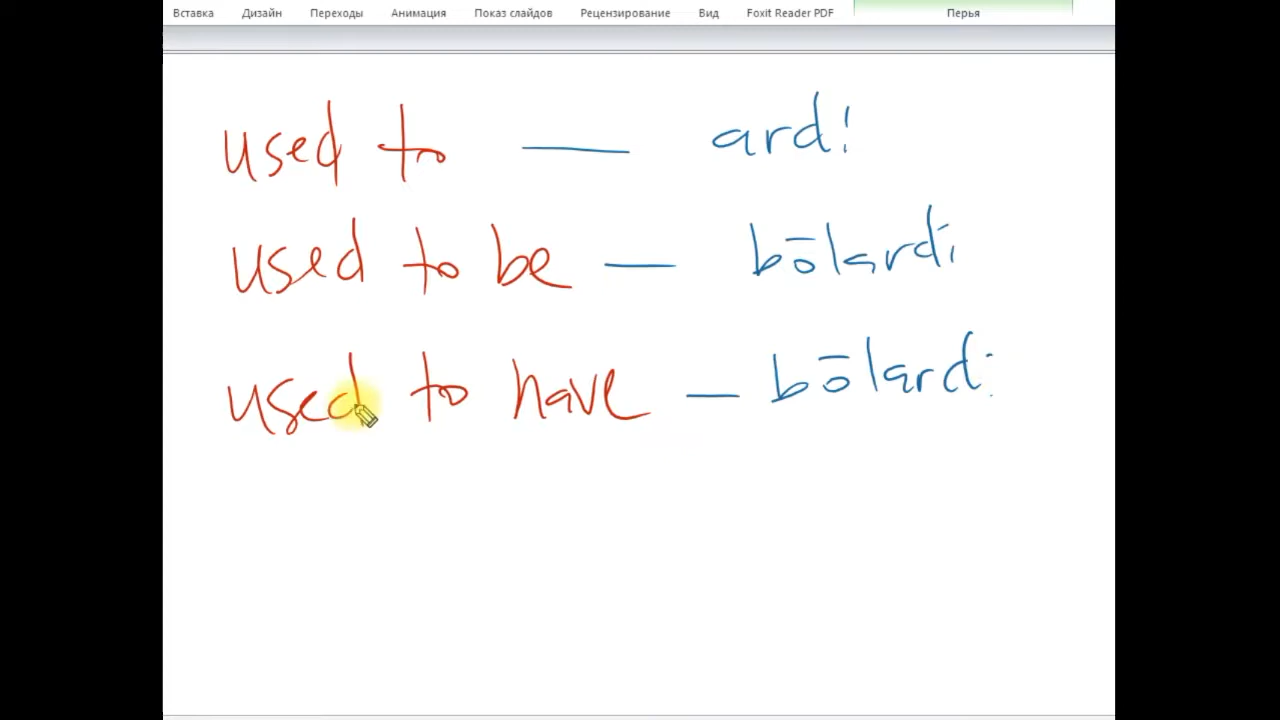 Вставка Дизайн Переходы Анимация Показ слайдов Рецензирование Вид Foxit Reader PDF Перья
used to — ardi
used to be — bōlardi
used to have — bōlardi